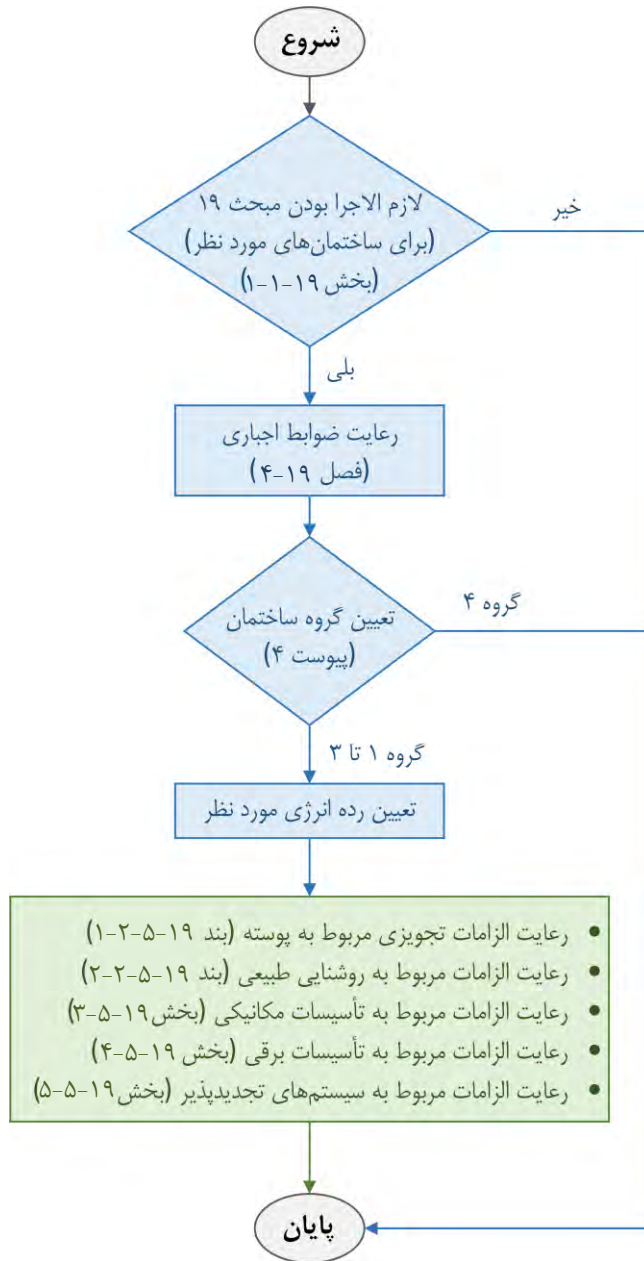 شروع
لازم الاجرا بودن مبحث ۱۹
(برای ساختمان‌های مورد نظر)
(بخش ۱۹-۱-۱)
خیر
بلی
رعایت ضوابط اجباری
(فصل ۱۹-۴)
تعیین گروه ساختمان
(پیوست ۴)
گروه ۴
گروه ۱ تا ۳
تعیین رده انرژی مورد نظر
• رعایت الزامات تجویزی مربوط به پوسته (بند ۱۹-۵-۲-۱)
• رعایت الزامات مربوط به روشنایی طبیعی (بند ۱۹-۵-۲-۲)
• رعایت الزامات مربوط به تأسیسات مکانیکی (بخش ۱۹-۵-۳)
• رعایت الزامات مربوط به تأسیسات برقی (بخش ۱۹-۵-۴)
• رعایت الزامات مربوط به سیستم‌های تجدیدپذیر (بخش ۱۹-۵-۵)
پایان